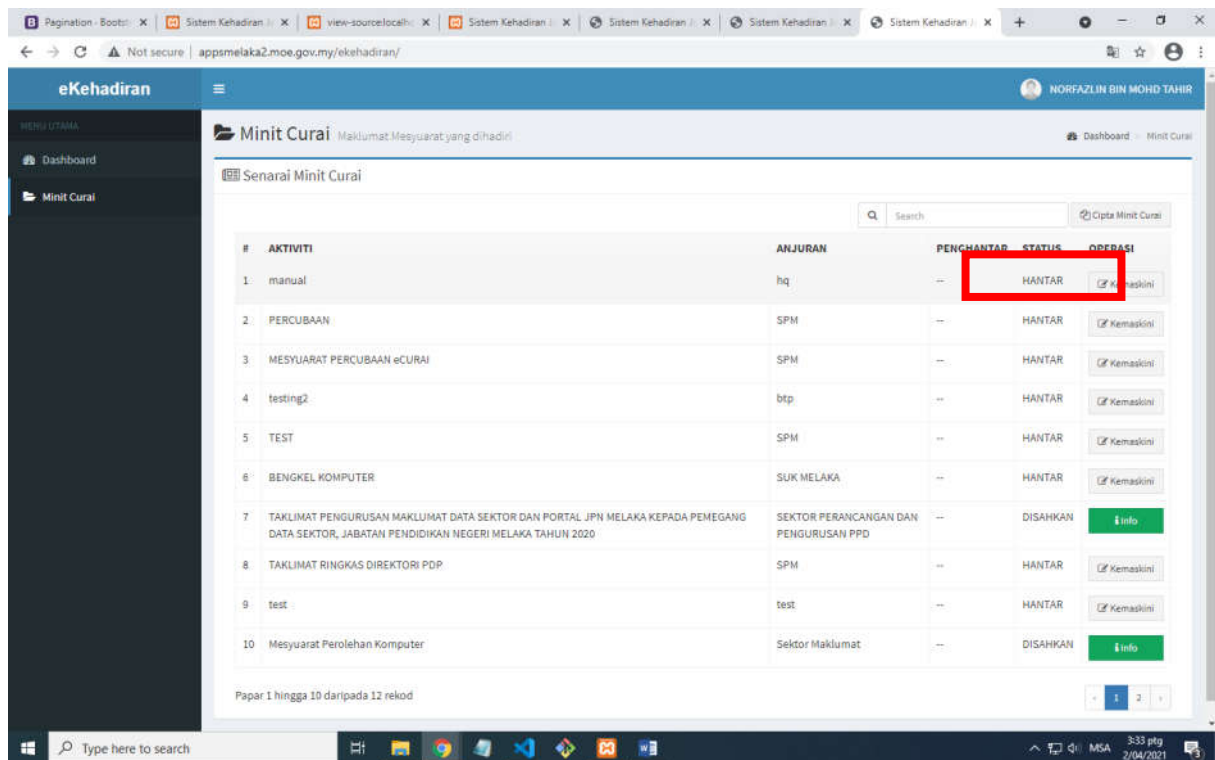 Pagination - Bootst
Sistem Kehadiran
view-source:localh
Sistem Kehadiran
Sistem Kehadiran
Sistem Kehadiran
Sistem Kehadiran
Not secure | appsmelaka2.moe.gov.my/ekehadiran/
eKehadiran
NORFAZLIN BIN MOHD TAHIR
MENU UTAMA
Dashboard
Minit Curai
Minit Curai Maklumat Mesyuarat yang dihadiri
Dashboard > Minit Curai
Senarai Minit Curai
Search
Cipta Minit Curai
# AKTIVITI ANJURAN PENGHANTAR STATUS OPERASI
1 manual hq -- HANTAR Kemaskini
2 PERCUBAAN SPM -- HANTAR Kemaskini
3 MESYUARAT PERCUBAAN eCURAI SPM -- HANTAR Kemaskini
4 testing2 btp -- HANTAR Kemaskini
5 TEST SPM -- HANTAR Kemaskini
6 BENGKEL KOMPUTER SUK MELAKA -- HANTAR Kemaskini
7 TAKLIMAT PENGURUSAN MAKLUMAT DATA SEKTOR DAN PORTAL JPN MELAKA KEPADA PEMEGANG SEKTOR PERANCANGAN DAN -- DISAHKAN Info
DATA SEKTOR, JABATAN PENDIDIKAN NEGERI MELAKA TAHUN 2020 PENGURUSAN PPD
8 TAKLIMAT RINGKAS DIREKTORI PDP SPM -- HANTAR Kemaskini
9 test test -- HANTAR Kemaskini
10 Mesyuarat Perolehan Komputer Sektor Maklumat -- DISAHKAN Info
Papar 1 hingga 10 daripada 12 rekod
‹ 1 2 ›
Type here to search
MSA
3:33 ptg
2/04/2021